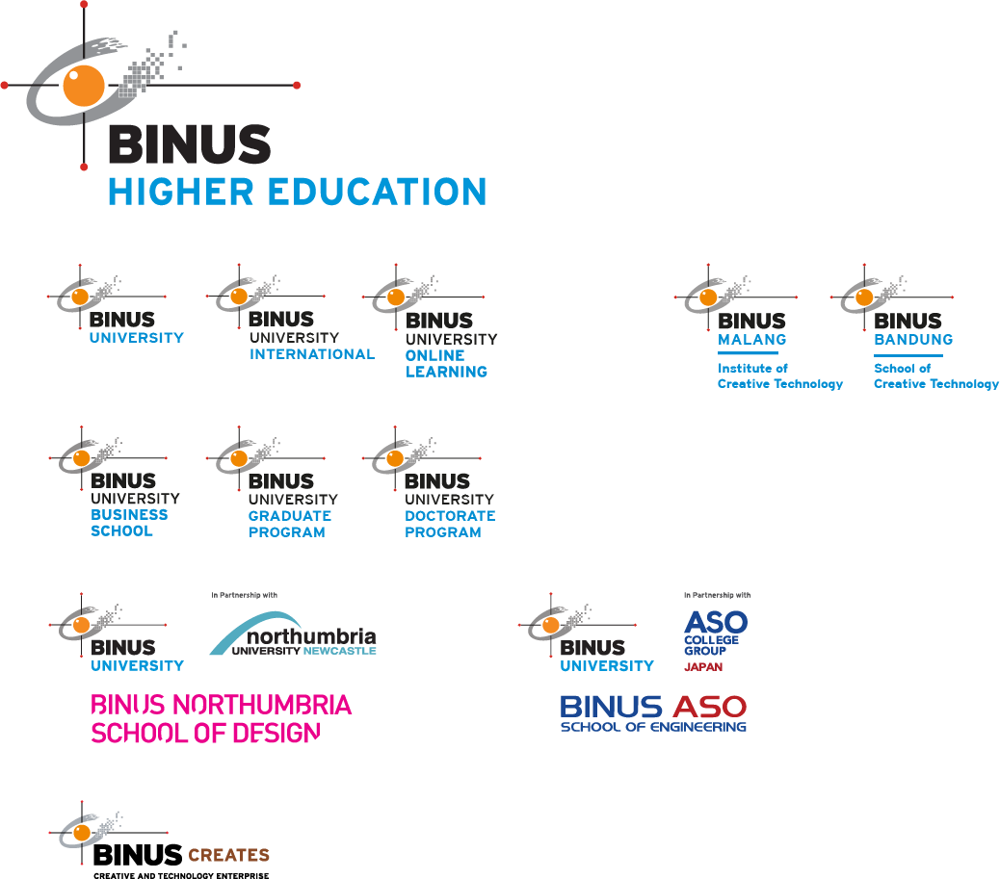 BINUS
HIGHER EDUCATION
BINUS
UNIVERSITY
BINUS
UNIVERSITY
INTERNATIONAL
BINUS
UNIVERSITY
ONLINE
LEARNING
BINUS
MALANG
Institute of
Creative Technology
BINUS
BANDUNG
School of
Creative Technology
BINUS
UNIVERSITY
BUSINESS
SCHOOL
BINUS
UNIVERSITY
GRADUATE
PROGRAM
BINUS
UNIVERSITY
DOCTORATE
PROGRAM
BINUS
UNIVERSITY
In Partnership with
northumbria
UNIVERSITY NEWCASTLE
BINUS NORTHUMBRIA
SCHOOL OF DESIGN
BINUS
UNIVERSITY
In Partnership with
ASO
COLLEGE
GROUP
JAPAN
BINUS ASO
SCHOOL OF ENGINEERING
BINUS CREATES
CREATIVE AND TECHNOLOGY ENTERPRISE